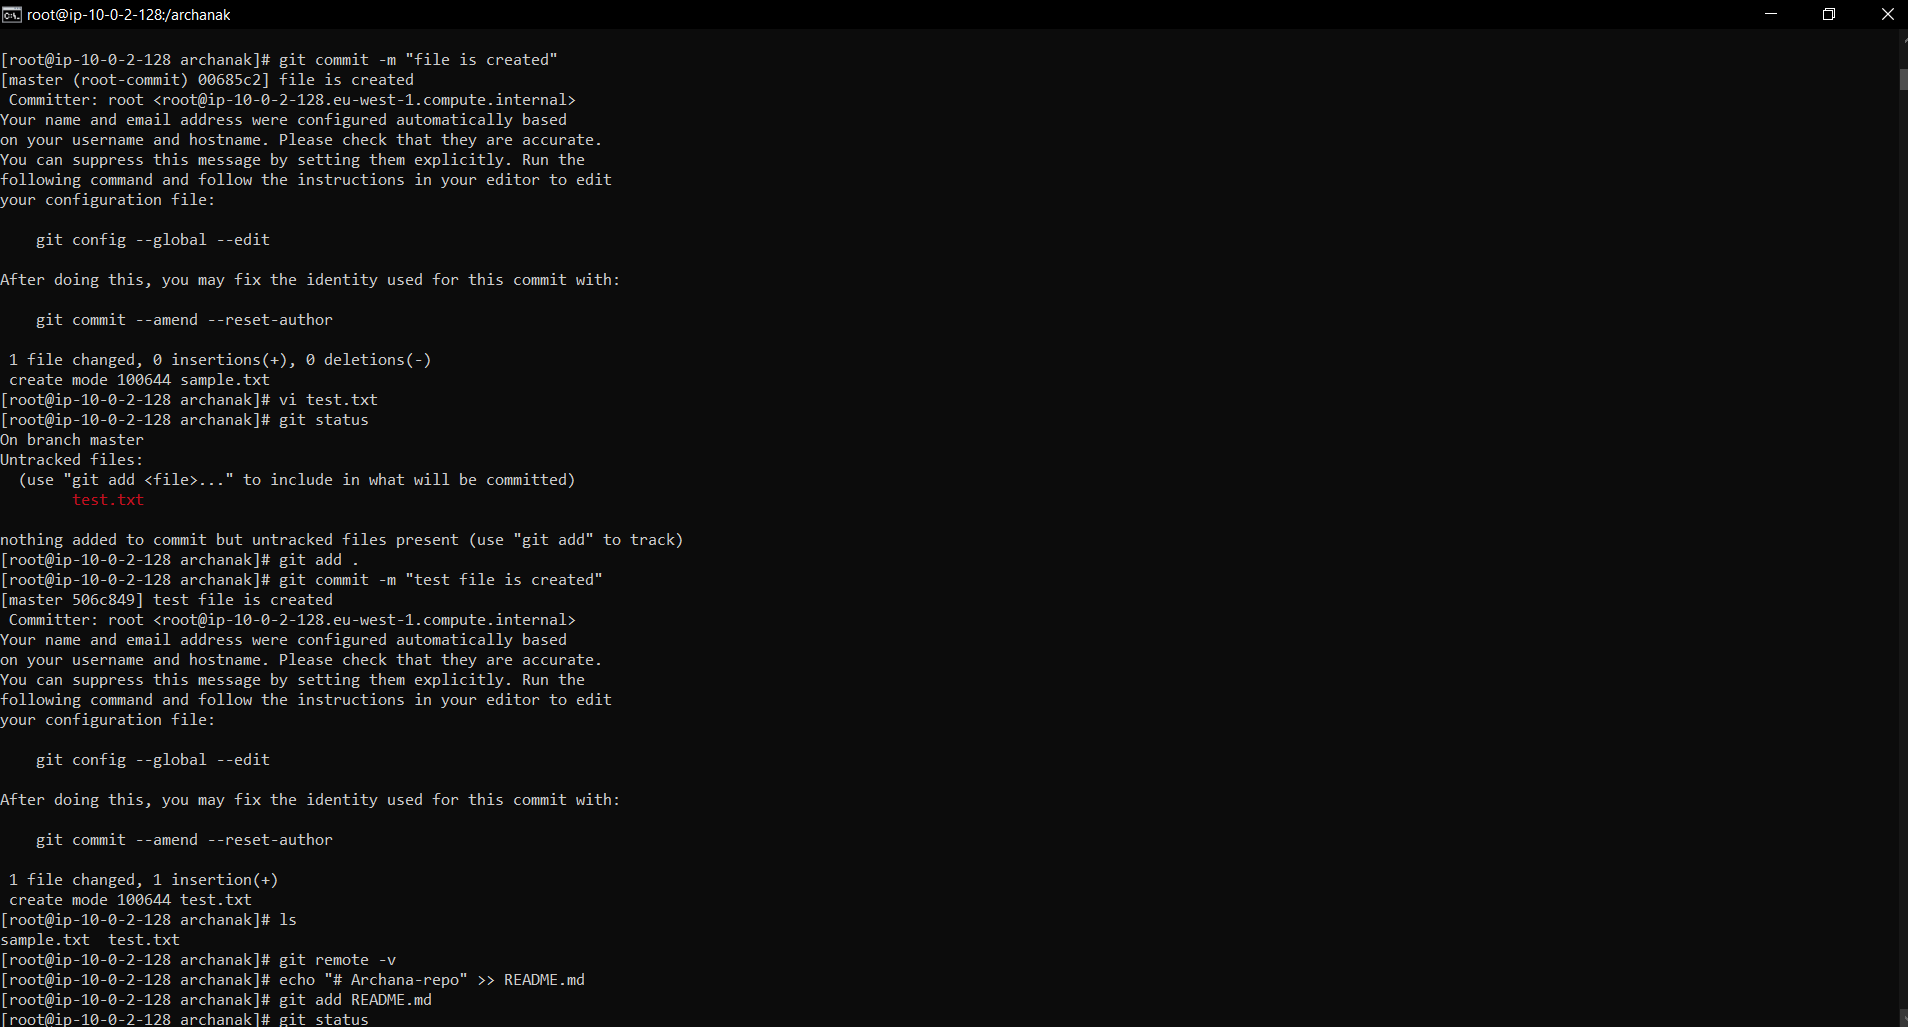 root@ip-10-0-2-128:/archanak
[root@ip-10-0-2-128 archanak]# git commit -m "file is created"
[master (root-commit) 00685c2] file is created
 Committer: root <root@ip-10-0-2-128.eu-west-1.compute.internal>
Your name and email address were configured automatically based
on your username and hostname. Please check that they are accurate.
You can suppress this message by setting them explicitly. Run the
following command and follow the instructions in your editor to edit
your configuration file:
    git config --global --edit
After doing this, you may fix the identity used for this commit with:
    git commit --amend --reset-author
 1 file changed, 0 insertions(+), 0 deletions(-)
 create mode 100644 sample.txt
[root@ip-10-0-2-128 archanak]# vi test.txt
[root@ip-10-0-2-128 archanak]# git status
On branch master
Untracked files:
  (use "git add <file>..." to include in what will be committed)
        test.txt
nothing added to commit but untracked files present (use "git add" to track)
[root@ip-10-0-2-128 archanak]# git add .
[root@ip-10-0-2-128 archanak]# git commit -m "test file is created"
[master 506c849] test file is created
 Committer: root <root@ip-10-0-2-128.eu-west-1.compute.internal>
Your name and email address were configured automatically based
on your username and hostname. Please check that they are accurate.
You can suppress this message by setting them explicitly. Run the
following command and follow the instructions in your editor to edit
your configuration file:
    git config --global --edit
After doing this, you may fix the identity used for this commit with:
    git commit --amend --reset-author
 1 file changed, 1 insertion(+)
 create mode 100644 test.txt
[root@ip-10-0-2-128 archanak]# ls
sample.txt  test.txt
[root@ip-10-0-2-128 archanak]# git remote -v
[root@ip-10-0-2-128 archanak]# echo "# Archana-repo" >> README.md
[root@ip-10-0-2-128 archanak]# git add README.md
[root@ip-10-0-2-128 archanak]# git status